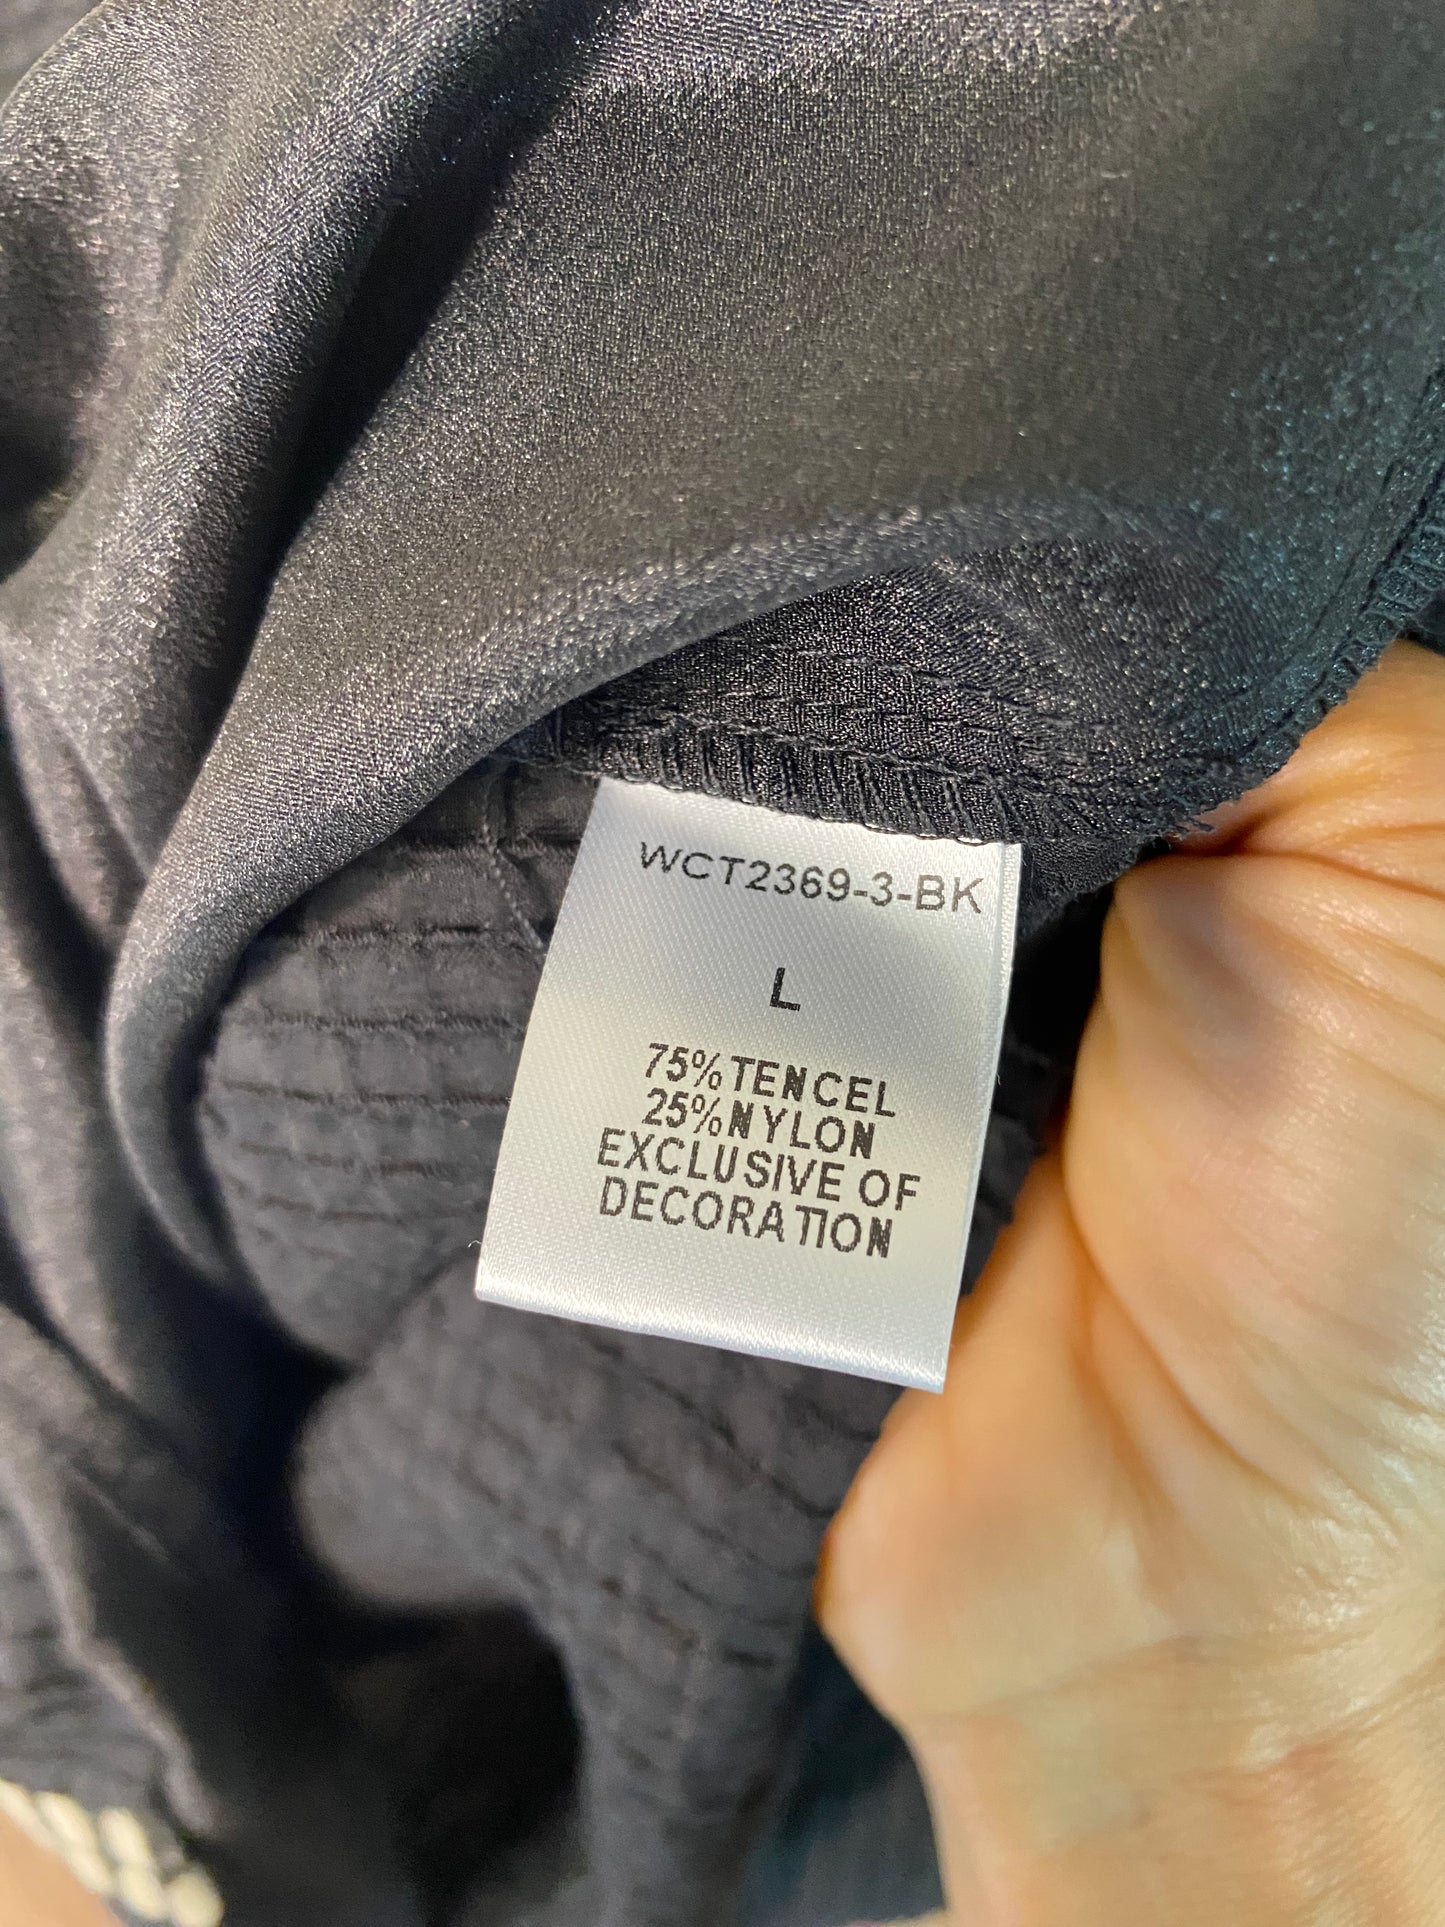 WCT2369-3-BK
L
75%TENCEL
25%NYLON
EXCLUSIVE OF
DECORATION